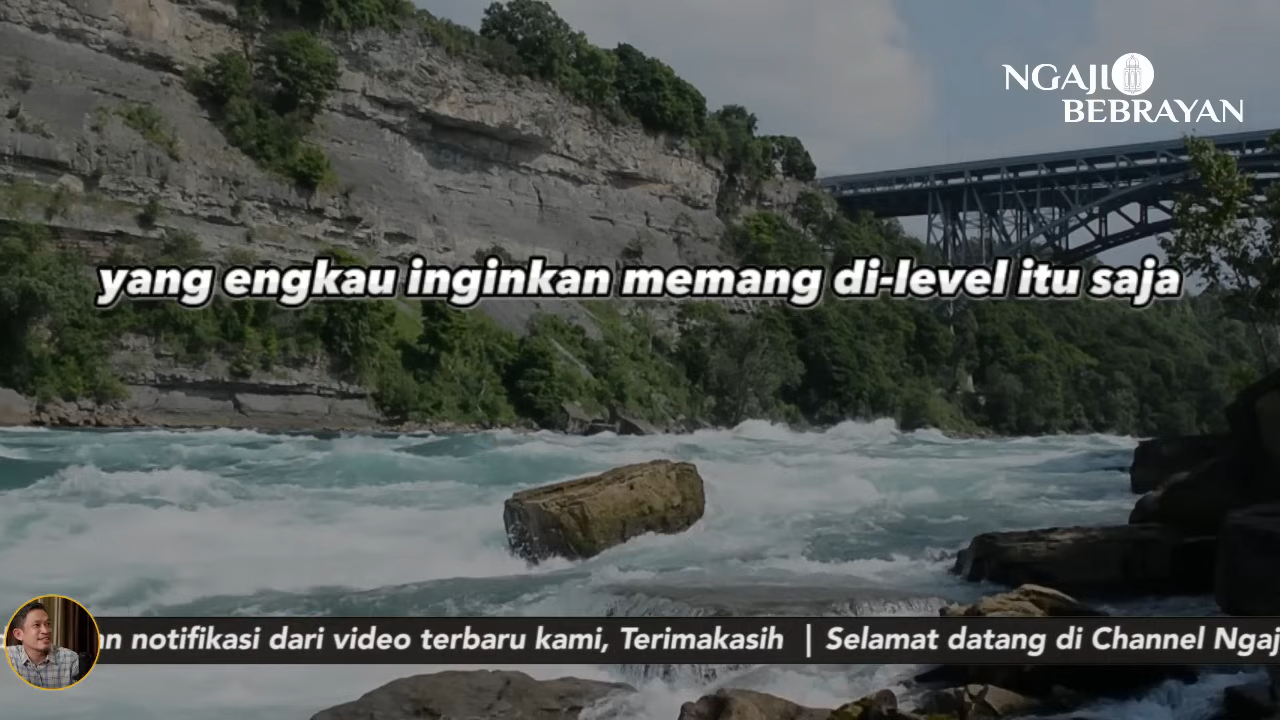 NGAJI
BEBRAYAN
yang engkau inginkan memang di-level itu saja
an notifikasi dari video terbaru kami, Terimakasih | Selamat datang di Channel Ngaj